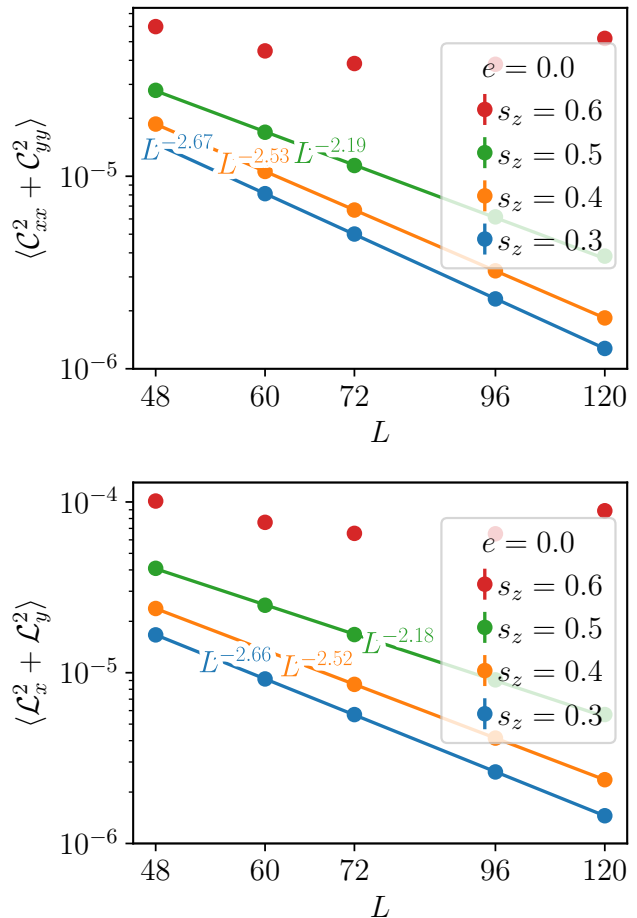 ⟨𝒞²ₓₓ + 𝒞²ᵧᵧ⟩
10⁻⁵
10⁻⁶
L⁻²·⁶⁷
L⁻²·⁵³
L⁻²·¹⁹
e = 0.0
s_z = 0.6
s_z = 0.5
s_z = 0.4
s_z = 0.3
48 60 72 96 120
L
⟨ℒ²ₓ + ℒ²ᵧ⟩
10⁻⁴
10⁻⁵
10⁻⁶
L⁻²·⁶⁶
L⁻²·⁵²
L⁻²·¹⁸
e = 0.0
s_z = 0.6
s_z = 0.5
s_z = 0.4
s_z = 0.3
48 60 72 96 120
L